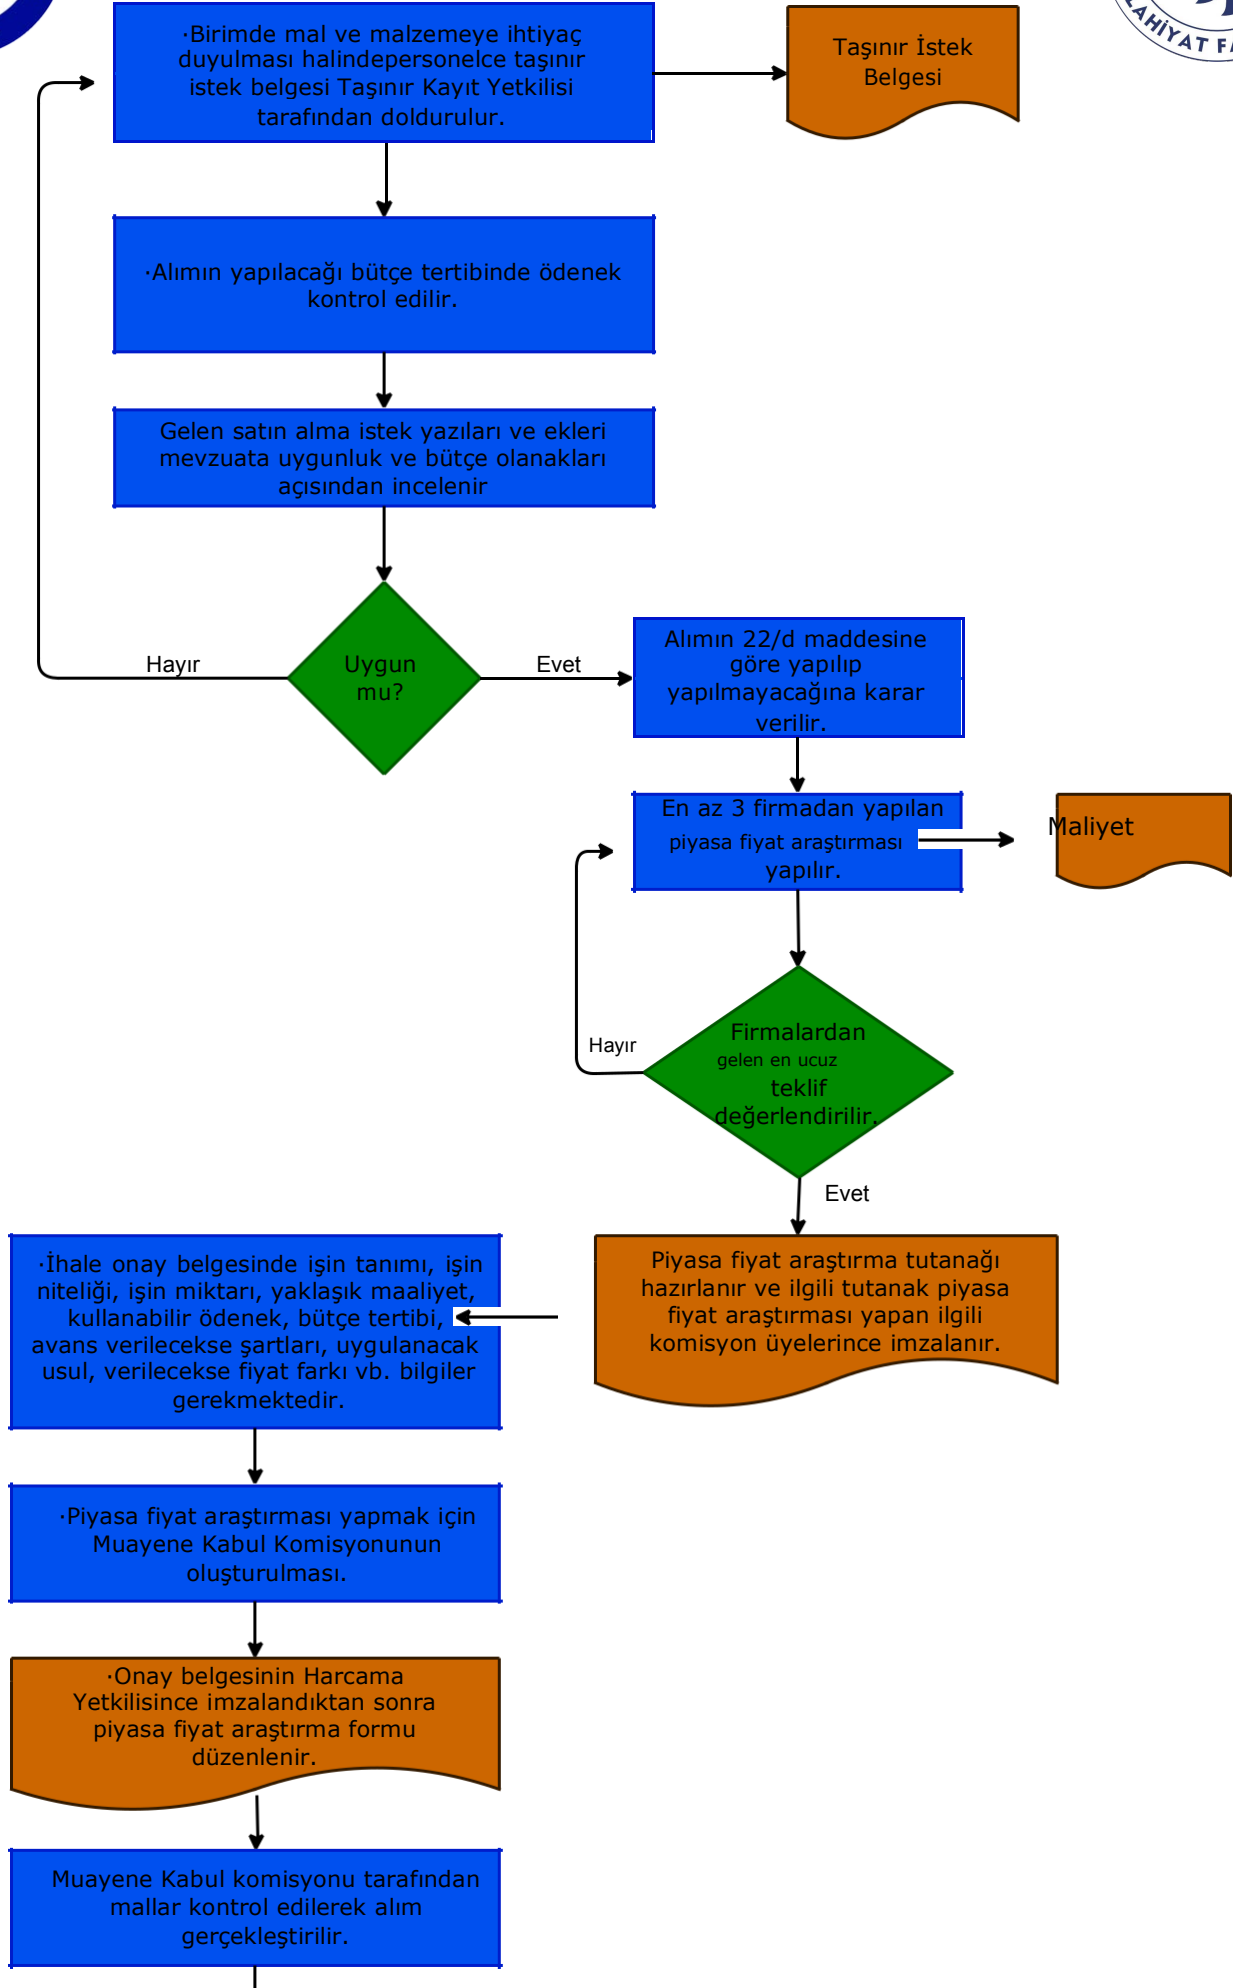 ·Birimde mal ve malzemeye ihtiyaç
duyulması halindepersonelce taşınır
istek belgesi Taşınır Kayıt Yetkilisi
tarafından doldurulur.
Taşınır İstek
Belgesi
·Alımın yapılacağı bütçe tertibinde ödenek
kontrol edilir.
Gelen satın alma istek yazıları ve ekleri
mevzuata uygunluk ve bütçe olanakları
açısından incelenir
Hayır
Uygun
mu?
Evet
Alımın 22/d maddesine
göre yapılıp
yapılmayacağına karar
verilir.
En az 3 firmadan yapılan
piyasa fiyat araştırması
yapılır.
Maliyet
Hayır
Firmalardan
gelen en ucuz
teklif
değerlendirilir.
Evet
Piyasa fiyat araştırma tutanağı
hazırlanır ve ilgili tutanak piyasa
fiyat araştırması yapan ilgili
komisyon üyelerince imzalanır.
·İhale onay belgesinde işin tanımı, işin
niteliği, işin miktarı, yaklaşık maaliyet,
kullanabilir ödenek, bütçe tertibi,
avans verilecekse şartları, uygulanacak
usul, verilecekse fiyat farkı vb. bilgiler
gerekmektedir.
·Piyasa fiyat araştırması yapmak için
Muayene Kabul Komisyonunun
oluşturulması.
·Onay belgesinin Harcama
Yetkilisince imzalandıktan sonra
piyasa fiyat araştırma formu
düzenlenir.
Muayene Kabul komisyonu tarafından
mallar kontrol edilerek alım
gerçekleştirilir.